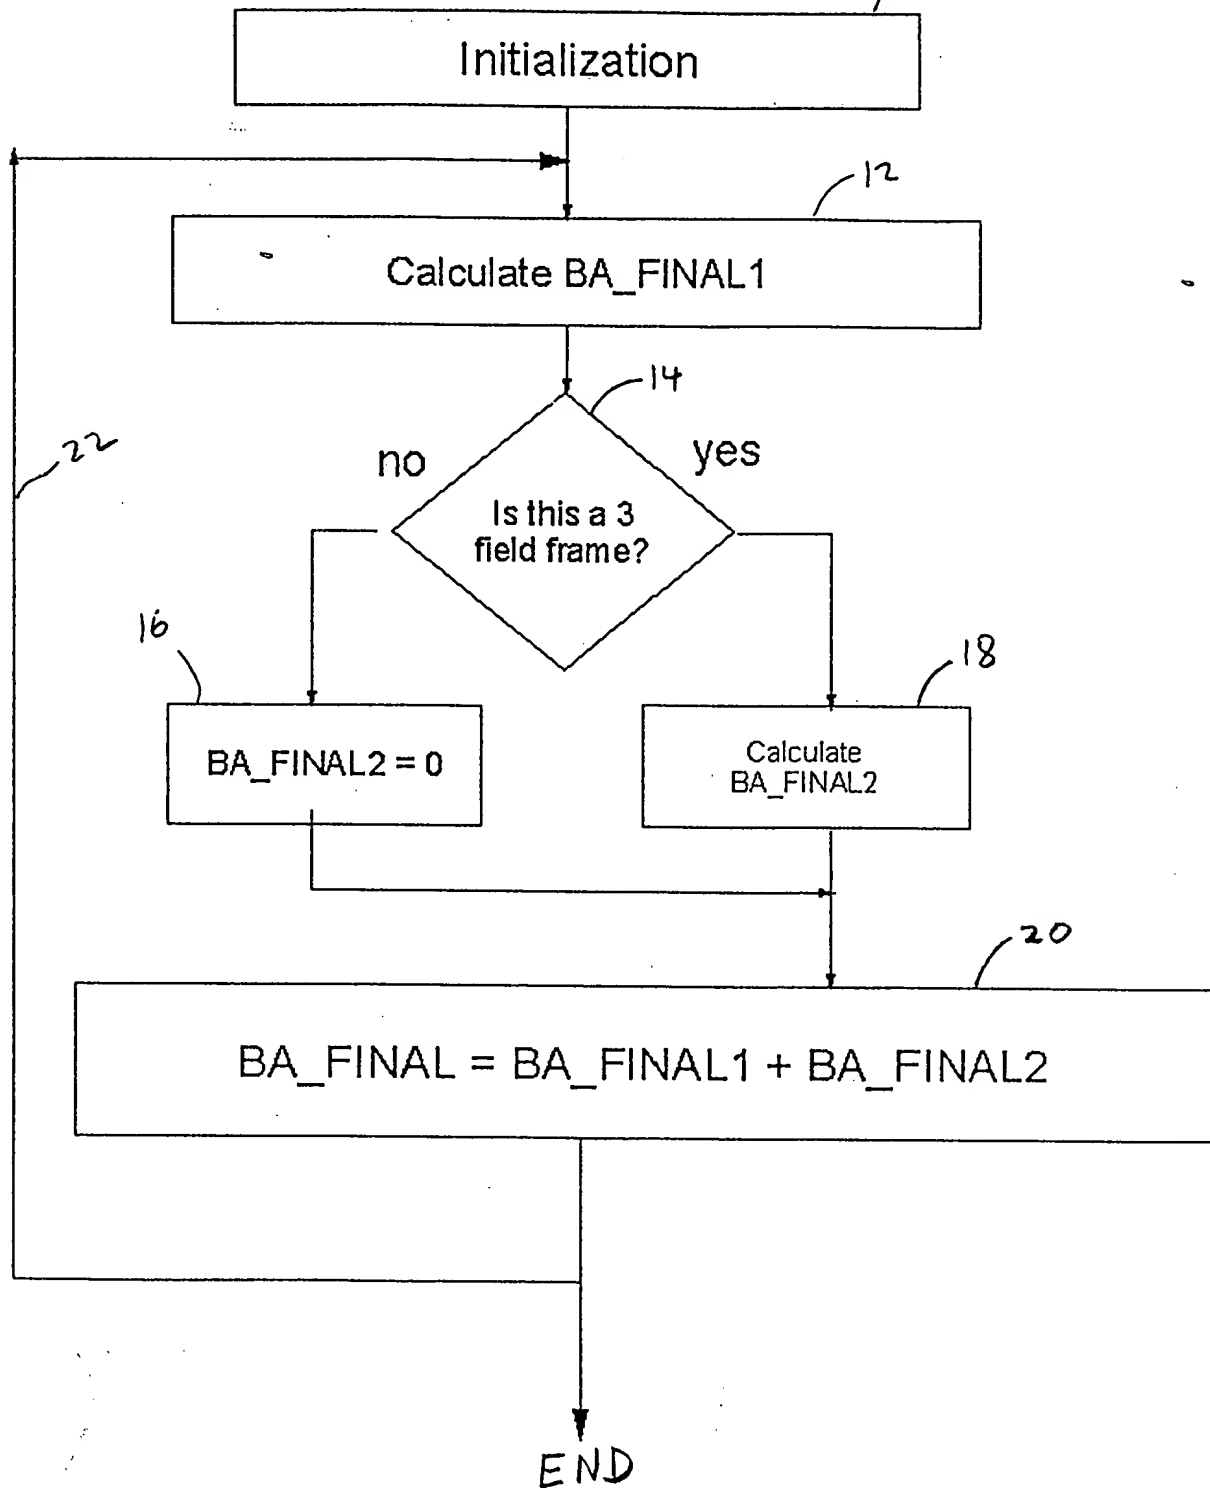 Initialization
12
Calculate BA_FINAL1
14
no
yes
Is this a 3
field frame?
22
16
18
BA_FINAL2 = 0
Calculate
BA_FINAL2
20
BA_FINAL = BA_FINAL1 + BA_FINAL2
END